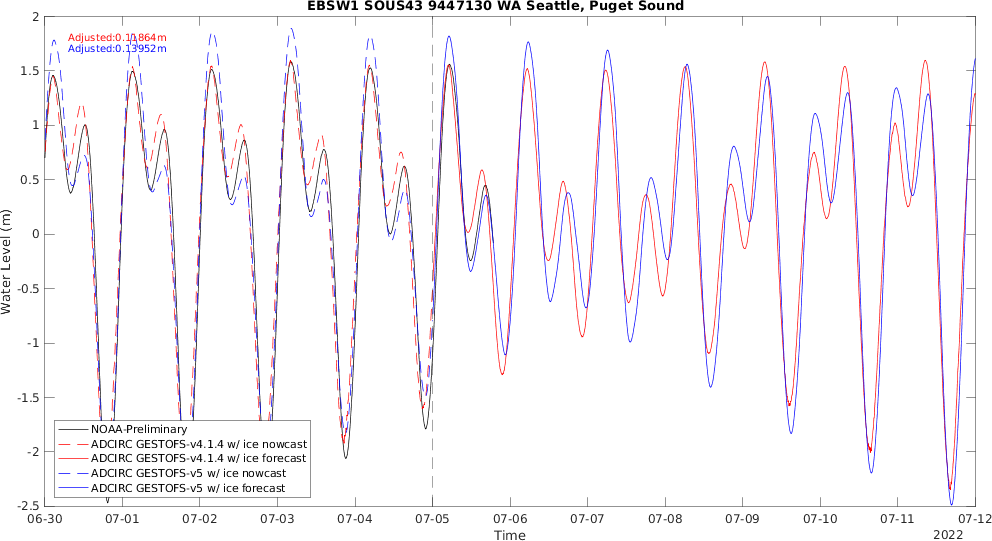 EBSW1 SOUS43 9447130 WA Seattle, Puget Sound
Adjusted:0.11864m
Adjusted:0.13952m
Water Level (m)
2
1.5
1
0.5
0
-0.5
-1
-1.5
-2
-2.5
NOAA-Preliminary
ADCIRC GESTOFS-v4.1.4 w/ ice nowcast
ADCIRC GESTOFS-v4.1.4 w/ ice forecast
ADCIRC GESTOFS-v5 w/ ice nowcast
ADCIRC GESTOFS-v5 w/ ice forecast
06-30 07-01 07-02 07-03 07-04 07-05 07-06 07-07 07-08 07-09 07-10 07-11 07-12
Time
2022